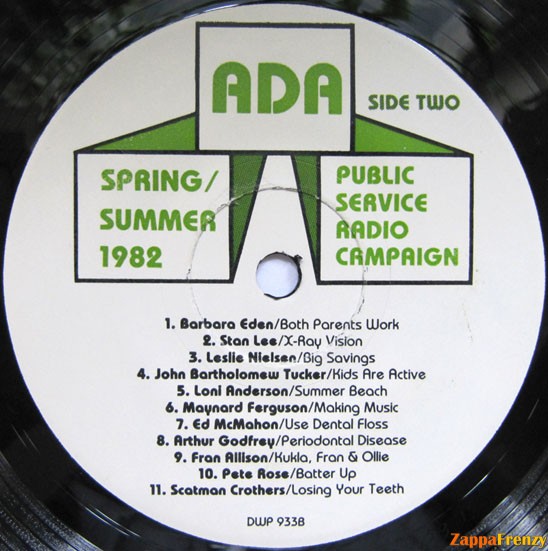 ADA
SIDE TWO
SPRING/
SUMMER
1982
PUBLIC
SERVICE
RADIO
CAMPAIGN
1. Barbara Eden/Both Parents Work
2. Stan Lee/X-Ray Vision
3. Leslie Nielsen/Big Savings
4. John Bartholomew Tucker/Kids Are Active
5. Loni Anderson/Summer Beach
6. Maynard Ferguson/Making Music
7. Ed McMahon/Use Dental Floss
8. Arthur Godfrey/Periodontal Disease
9. Fran Allison/Kukla, Fran & Ollie
10. Pete Rose/Batter Up
11. Scatman Crothers/Losing Your Teeth
DWP 933B
ZappaFrenzy